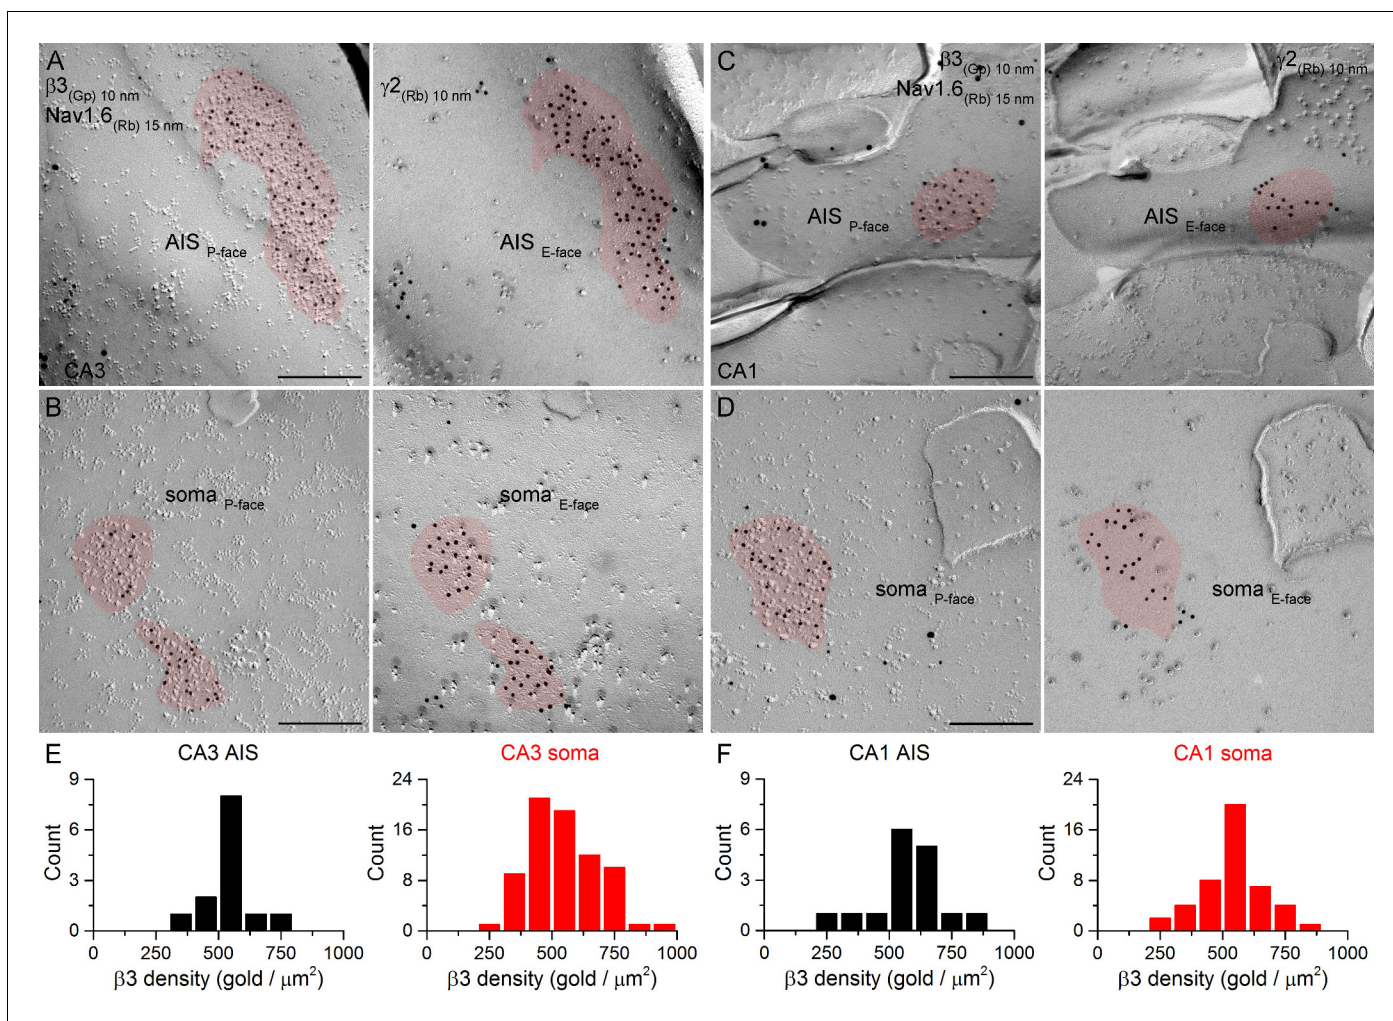 A
β3 (Gp) 10 nm
Nav1.6 (Rb) 15 nm
AIS P-face
CA3
γ2 (Rb) 10 nm
AIS E-face
C
β3 (Gp) 10 nm
Nav1.6 (Rb) 15 nm
AIS P-face
CA1
γ2 (Rb) 10 nm
AIS E-face
B
soma P-face
soma E-face
D
soma P-face
soma E-face
E
CA3 AIS
9
6
3
0
Count
0 250 500 750 1000
β3 density (gold / μm²)
CA3 soma
24
16
8
0
Count
0 250 500 750 1000
β3 density (gold / μm²)
F
CA1 AIS
9
6
3
0
Count
0 250 500 750 1000
β3 density (gold / μm²)
CA1 soma
24
16
8
0
Count
0 250 500 750 1000
β3 density (gold / μm²)